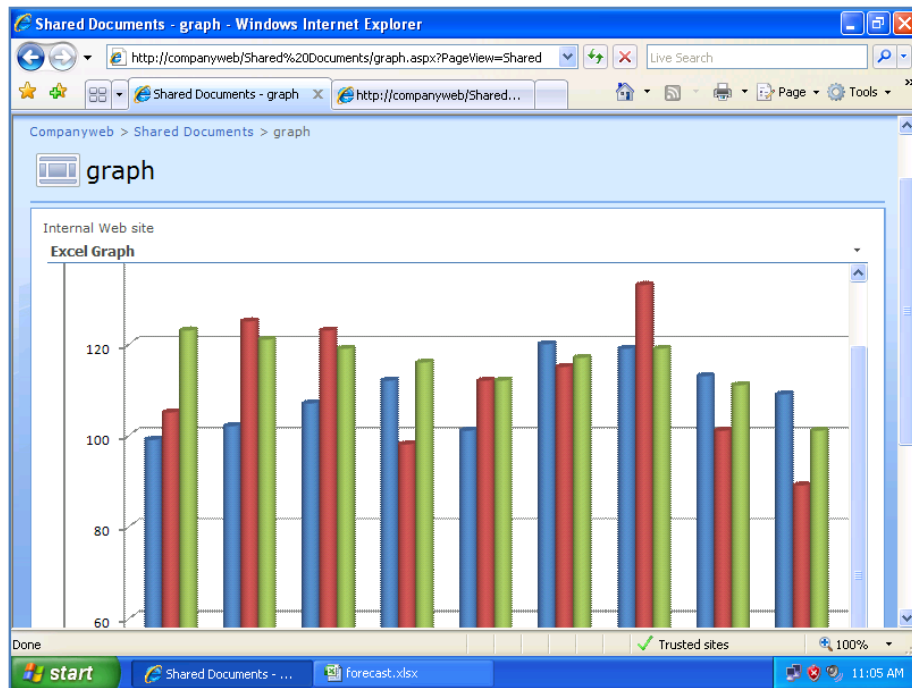 Shared Documents - graph - Windows Internet Explorer
http://companyweb/Shared%20Documents/graph.aspx?PageView=Shared
Live Search
Shared Documents - graph
http://companyweb/Shared...
Page
Tools
Companyweb > Shared Documents > graph
graph
Internal Web site
Excel Graph
120
100
80
60
Done
Trusted sites
100%
start
Shared Documents - ...
forecast.xlsx
11:05 AM